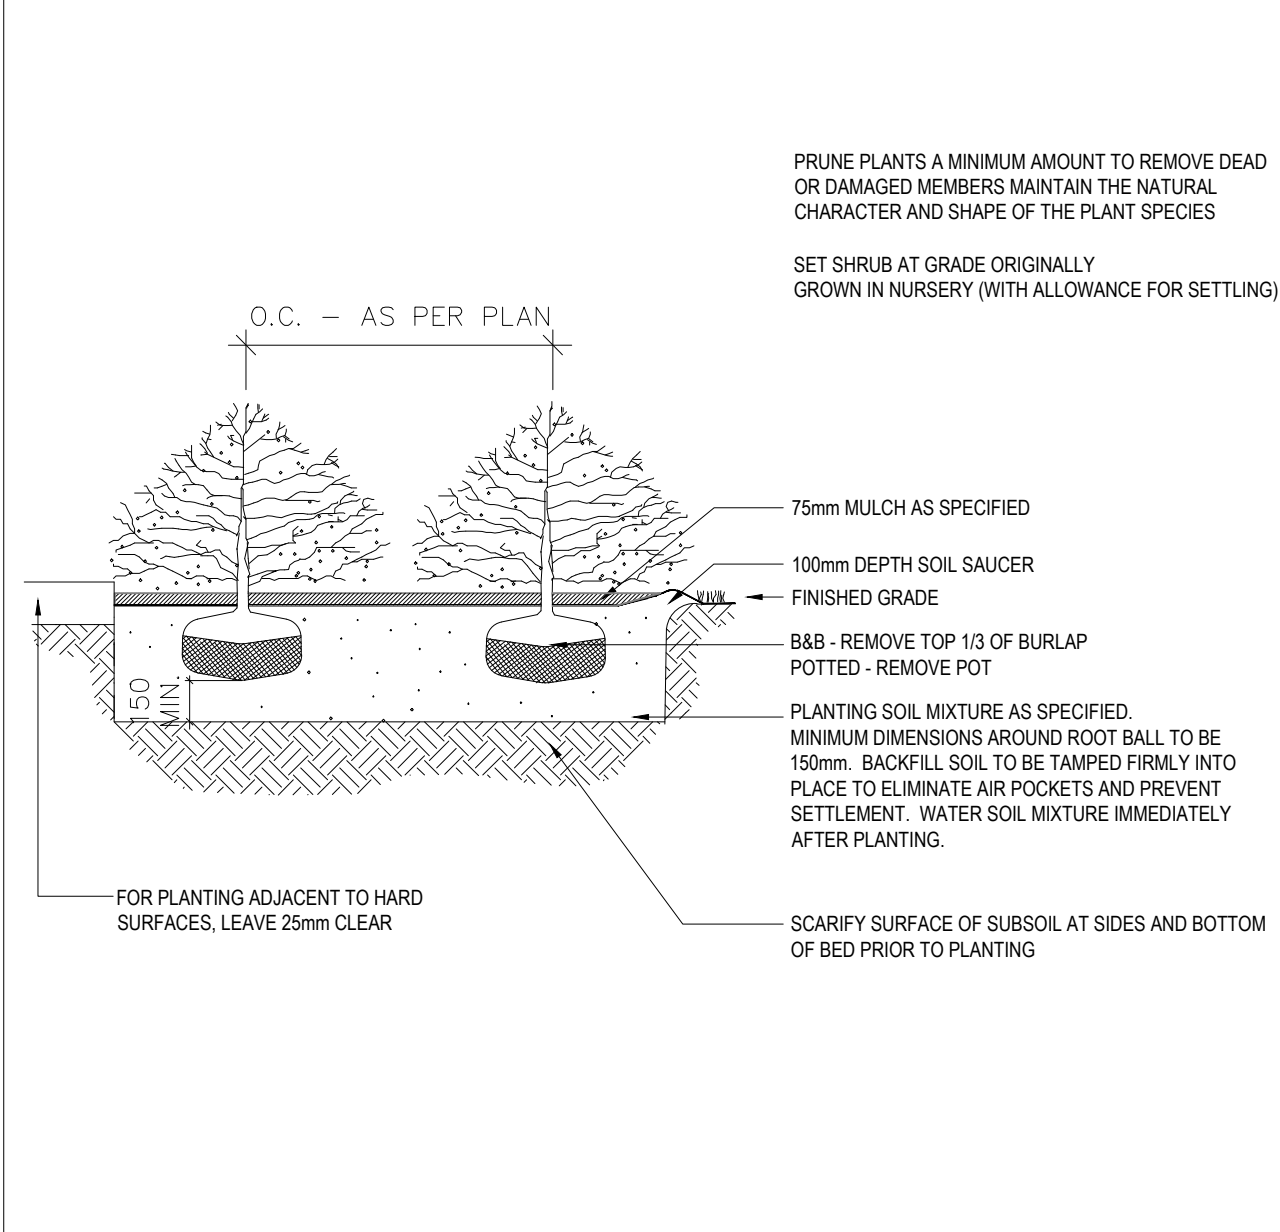 PRUNE PLANTS A MINIMUM AMOUNT TO REMOVE DEAD
OR DAMAGED MEMBERS MAINTAIN THE NATURAL
CHARACTER AND SHAPE OF THE PLANT SPECIES
SET SHRUB AT GRADE ORIGINALLY
GROWN IN NURSERY (WITH ALLOWANCE FOR SETTLING)
O.C. - AS PER PLAN
75mm MULCH AS SPECIFIED
100mm DEPTH SOIL SAUCER
FINISHED GRADE
B&B - REMOVE TOP 1/3 OF BURLAP
POTTED - REMOVE POT
150
MIN
PLANTING SOIL MIXTURE AS SPECIFIED.
MINIMUM DIMENSIONS AROUND ROOT BALL TO BE
150mm.  BACKFILL SOIL TO BE TAMPED FIRMLY INTO
PLACE TO ELIMINATE AIR POCKETS AND PREVENT
SETTLEMENT.  WATER SOIL MIXTURE IMMEDIATELY
AFTER PLANTING.
FOR PLANTING ADJACENT TO HARD
SURFACES, LEAVE 25mm CLEAR
SCARIFY SURFACE OF SUBSOIL AT SIDES AND BOTTOM
OF BED PRIOR TO PLANTING